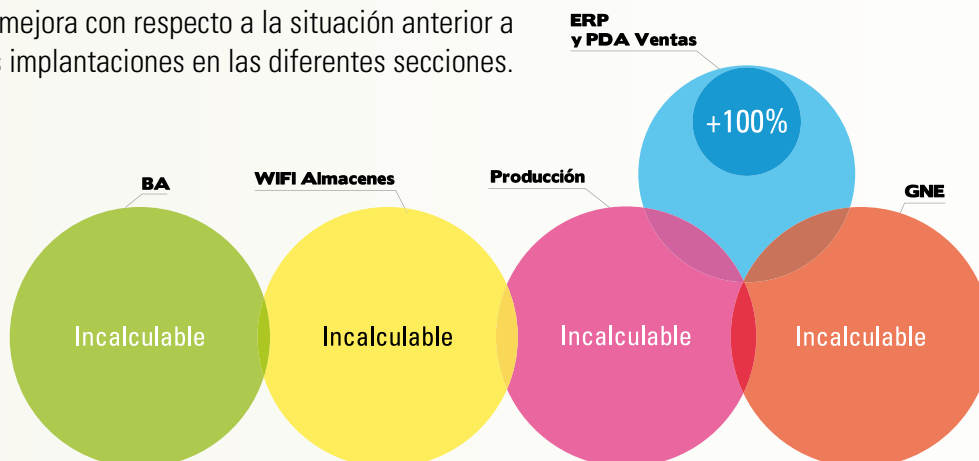 mejora con respecto a la situación anterior a
implantaciones en las diferentes secciones.
ERP
y PDA Ventas
+100%
BA
WIFI Almacenes
Producción
GNE
Incalculable
Incalculable
Incalculable
Incalculable